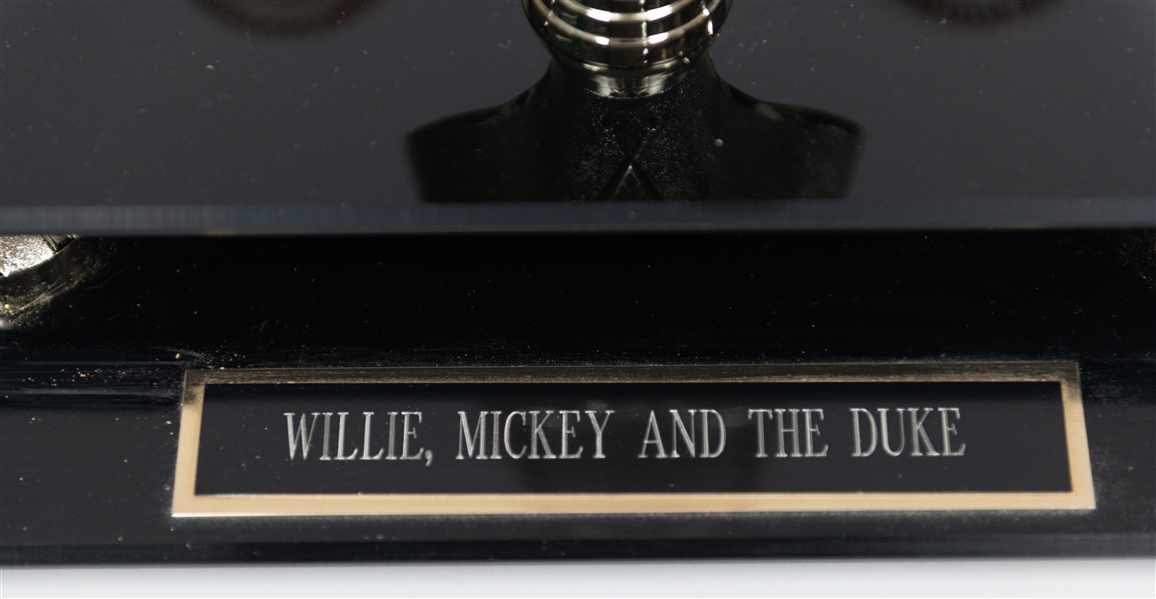 WILLIE, MICKEY AND THE DUKE